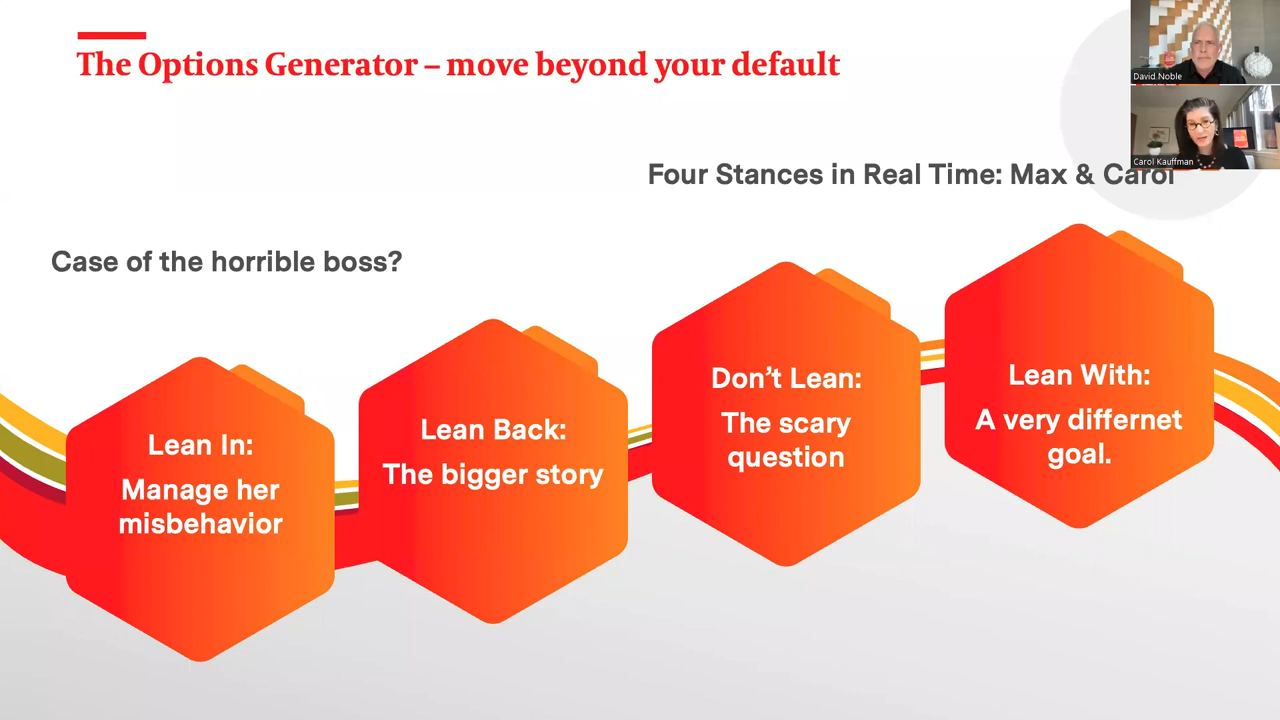 The Options Generator – move beyond your default
David Noble
Carol Kauffman
Four Stances in Real Time: Max & Carol
Case of the horrible boss?
Lean In:
Manage her
misbehavior
Lean Back:
The bigger story
Don’t Lean:
The scary
question
Lean With:
A very differnet
goal.